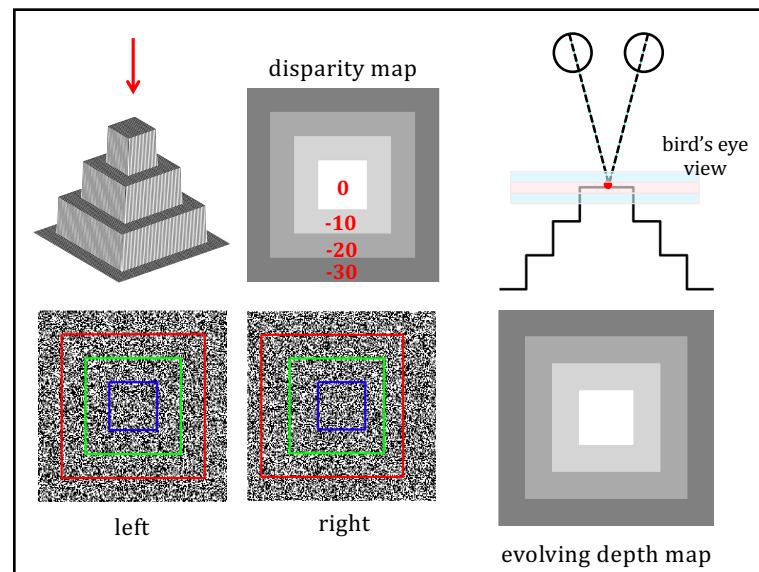 disparity map
0
-10
-20
-30
bird's eye
view
left
right
evolving depth map